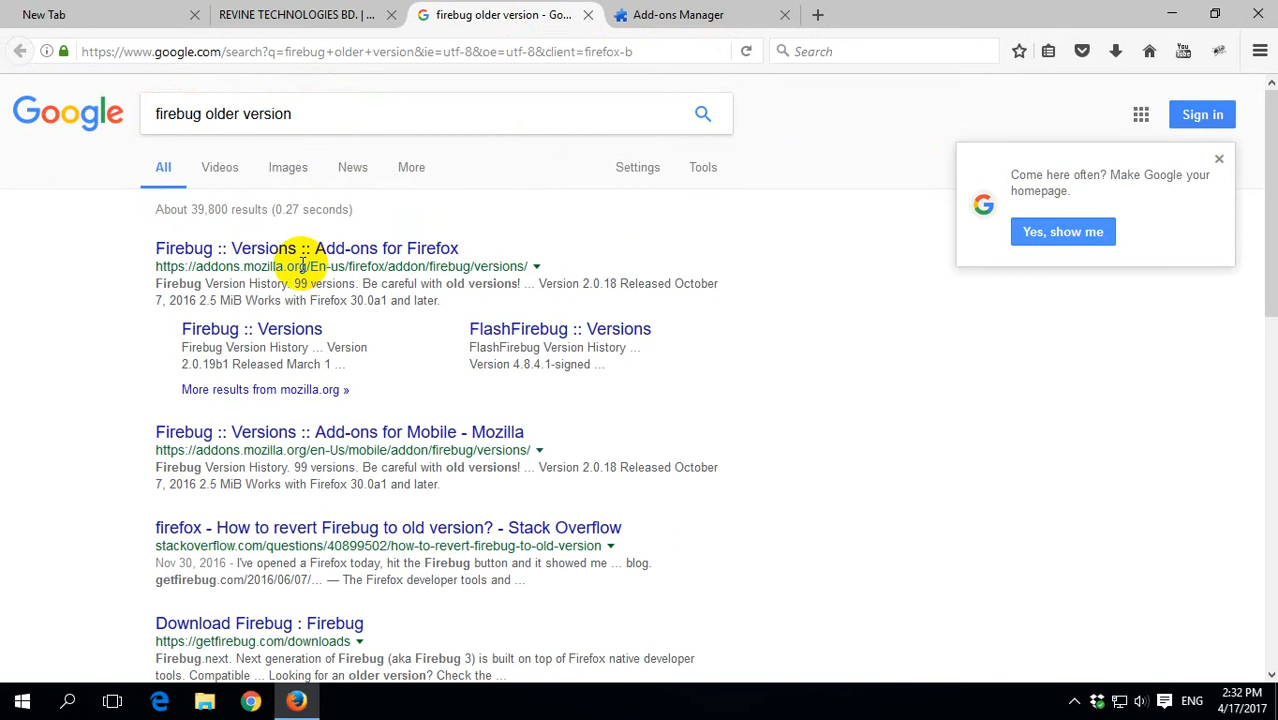 New Tab
REVINE TECHNOLOGIES BD. | ...
firebug older version - Go...
Add-ons Manager
https://www.google.com/search?q=firebug+older+version&ie=utf-8&oe=utf-8&client=firefox-b
Search
You Tube
Google
firebug older version
Sign in
All
Videos
Images
News
More
Settings
Tools
Come here often? Make Google your
homepage.
Yes, show me
About 39,800 results (0.27 seconds)
Firebug :: Versions :: Add-ons for Firefox
https://addons.mozilla.org/En-us/firefox/addon/firebug/versions/
Firebug Version History. 99 versions. Be careful with old versions! ... Version 2.0.18 Released October
7, 2016 2.5 MiB Works with Firefox 30.0a1 and later.
Firebug :: Versions
Firebug Version History ... Version
2.0.19b1 Released March 1 ...
FlashFirebug :: Versions
FlashFirebug Version History ...
Version 4.8.4.1-signed ...
More results from mozilla.org »
Firebug :: Versions :: Add-ons for Mobile - Mozilla
https://addons.mozilla.org/en-Us/mobile/addon/firebug/versions/
Firebug Version History. 99 versions. Be careful with old versions! ... Version 2.0.18 Released October
7, 2016 2.5 MiB Works with Firefox 30.0a1 and later.
firefox - How to revert Firebug to old version? - Stack Overflow
stackoverflow.com/questions/40899502/how-to-revert-firebug-to-old-version
Nov 30, 2016 - I've opened a Firefox today, hit the Firebug button and it showed me ... blog.
getfirebug.com/2016/06/07/... — The Firefox developer tools and ...
Download Firebug : Firebug
https://getfirebug.com/downloads
Firebug.next. Next generation of Firebug (aka Firebug 3) is built on top of Firefox native developer
tools. Compatible ... Looking for an older version? Check the ...
ENG
2:32 PM
4/17/2017